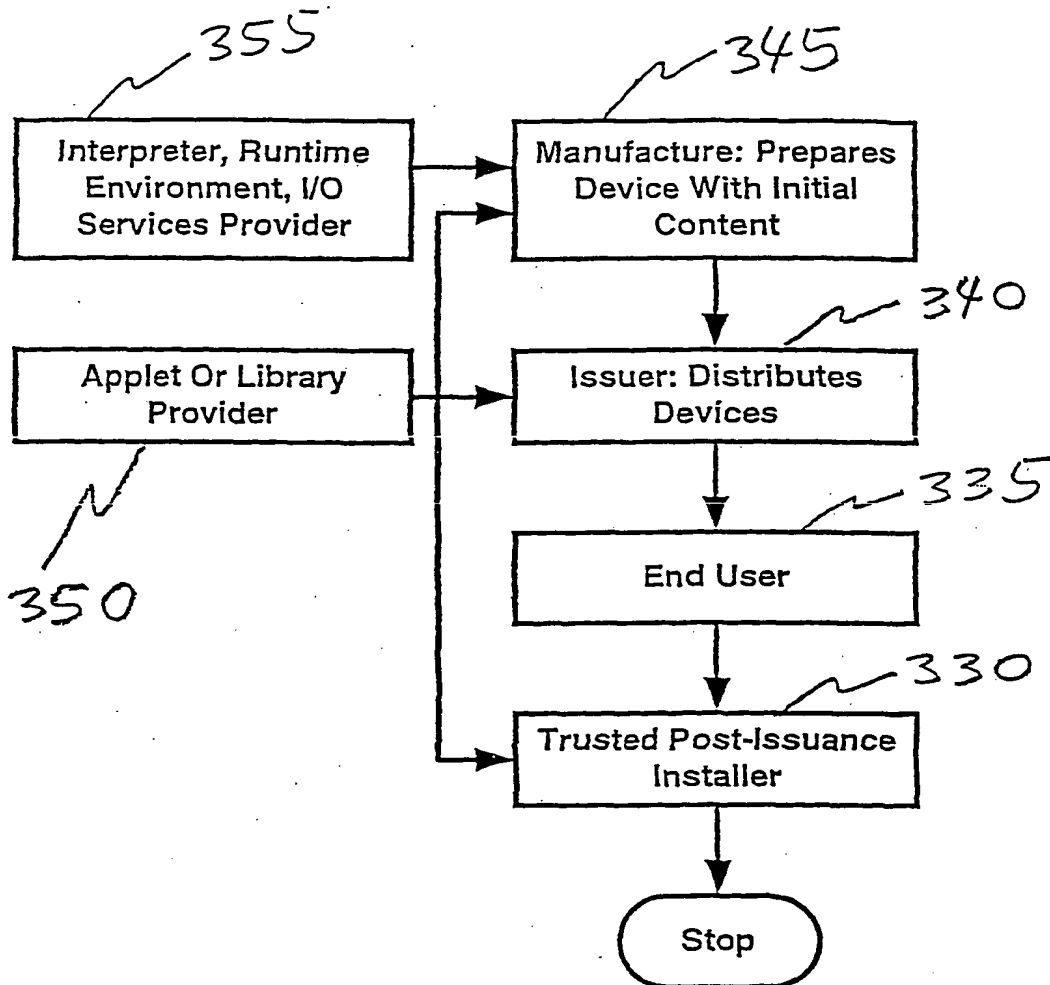 355
345
Interpreter, Runtime
Environment, I/O
Services Provider
Manufacture: Prepares
Device With Initial
Content
340
Applet Or Library
Provider
Issuer: Distributes
Devices
335
350
End User
330
Trusted Post-Issuance
Installer
Stop